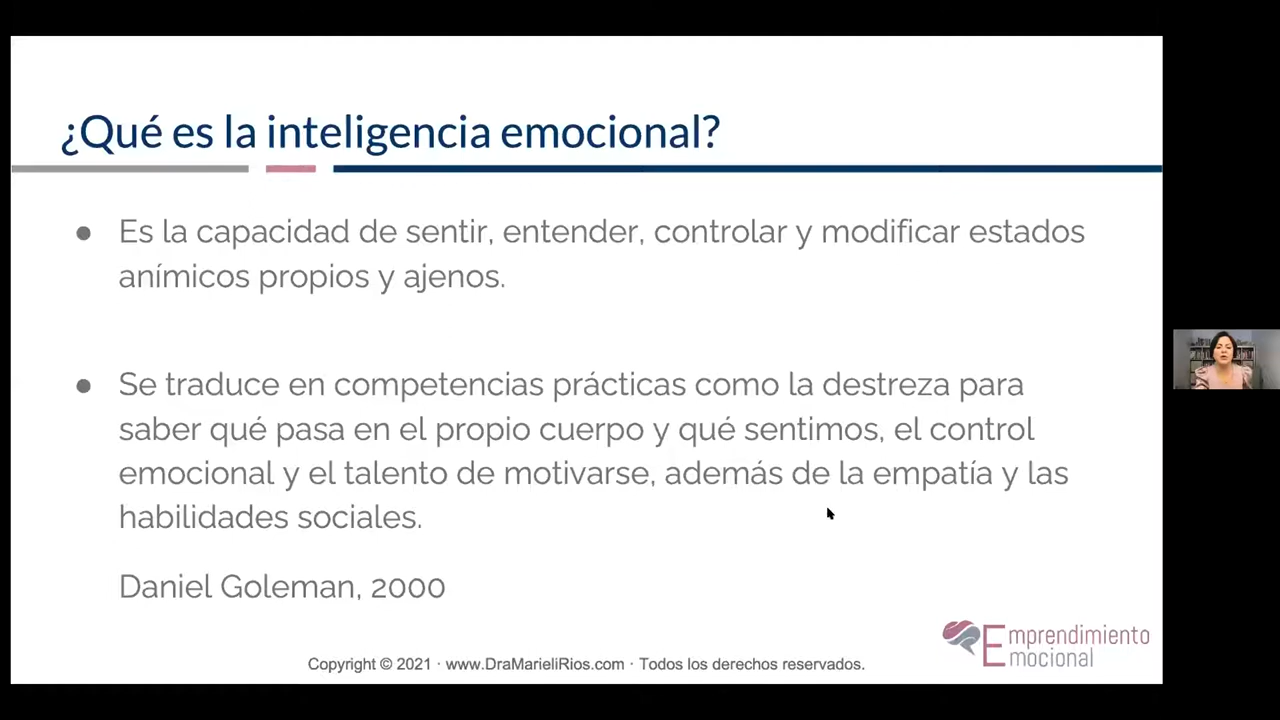 ¿Qué es la inteligencia emocional?
● Es la capacidad de sentir, entender, controlar y modificar estados
anímicos propios y ajenos.
● Se traduce en competencias prácticas como la destreza para
saber qué pasa en el propio cuerpo y qué sentimos, el control
emocional y el talento de motivarse, además de la empatía y las
habilidades sociales.
Daniel Goleman, 2000
Emprendimiento
Emocional
Copyright © 2021 · www.DraMarieliRios.com · Todos los derechos reservados.